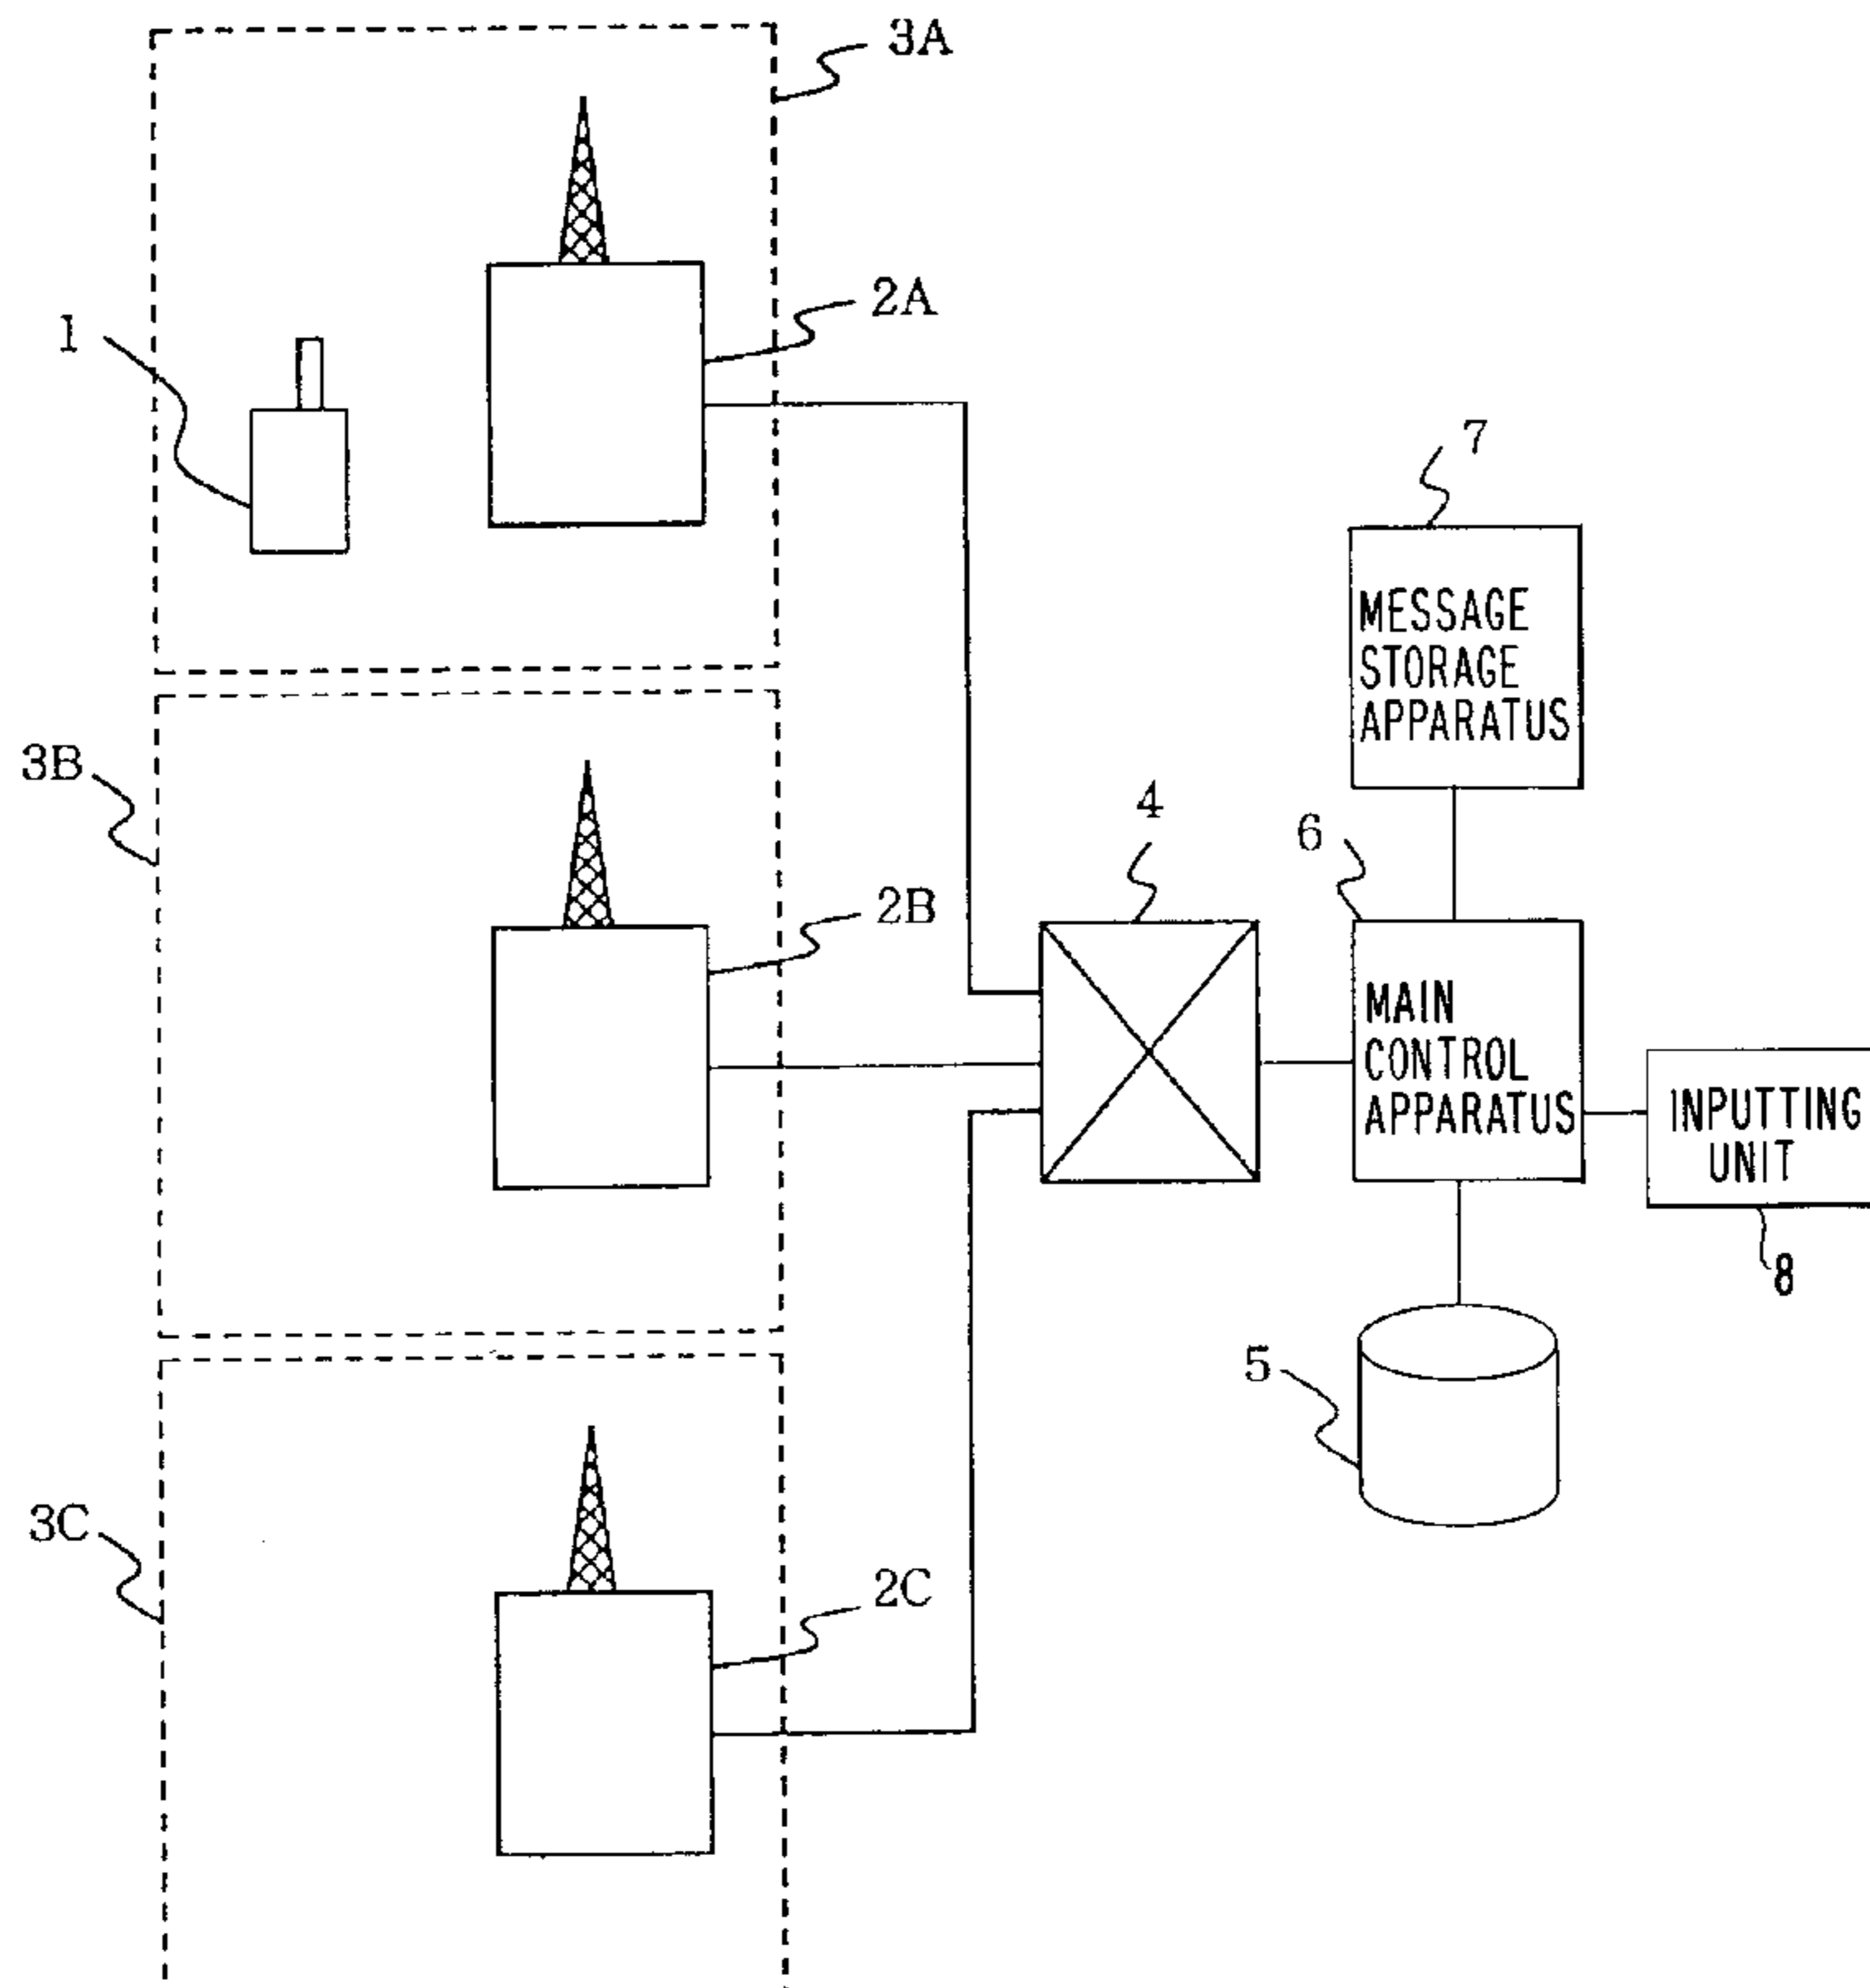 3A
2A
1
7
MESSAGE
STORAGE
APPARATUS
3B
4
6
2B
MAIN
CONTROL
APPARATUS
INPUTTING
UNIT
8
5
3C
2C